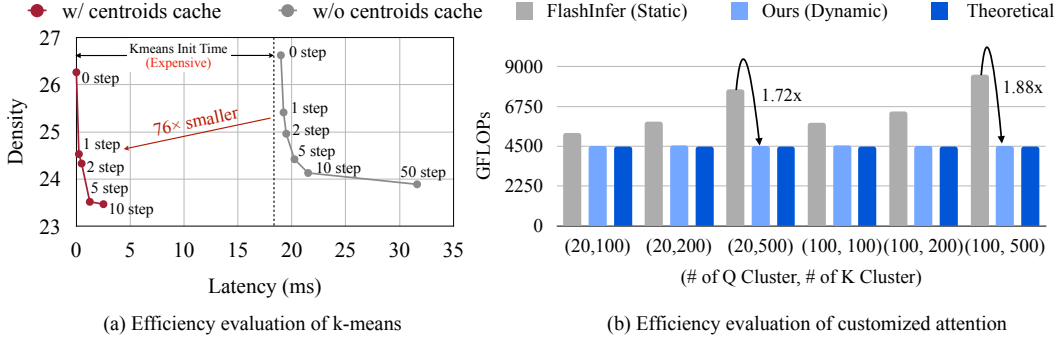 w/ centroids cache
w/o centroids cache
FlashInfer (Static)
Ours (Dynamic)
Theoretical
27
26
25
24
23
Density
Kmeans Init Time
(Expensive)
0 step
0 step
76× smaller
1 step
2 step
5 step
10 step
50 step
1 step
2 step
5 step
10 step
0
5
10
15
20
25
30
35
Latency (ms)
(a) Efficiency evaluation of k-means
9000
6750
4500
2250
0
GFLOPs
1.72x
1.88x
(20,100)
(20,200)
(20,500)
(100, 100)
(100, 200)
(100, 500)
(# of Q Cluster, # of K Cluster)
(b) Efficiency evaluation of customized attention